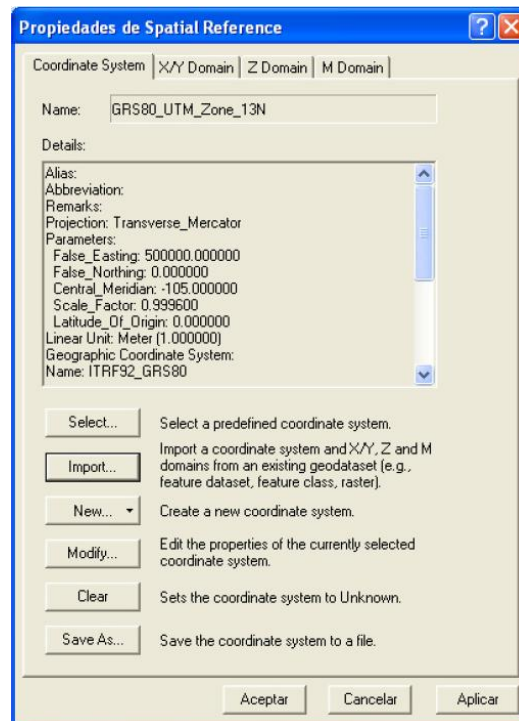 Propiedades de Spatial Reference
Coordinate System X/Y Domain Z Domain M Domain
Name: GRS80_UTM_Zone_13N
Details:
Alias:
Abbreviation:
Remarks:
Projection: Transverse_Mercator
Parameters:
False_Easting: 500000.000000
False_Northing: 0.000000
Central_Meridian: -105.000000
Scale_Factor: 0.999600
Latitude_Of_Origin: 0.000000
Linear Unit: Meter (1.000000)
Geographic Coordinate System:
Name: ITRF92_GRS80
Select... Select a predefined coordinate system.
Import... Import a coordinate system and X/Y, Z and M
domains from an existing geodataset (e.g.,
feature dataset, feature class, raster).
New... Create a new coordinate system.
Modify... Edit the properties of the currently selected
coordinate system.
Clear Sets the coordinate system to Unknown.
Save As... Save the coordinate system to a file.
Aceptar Cancelar Aplicar